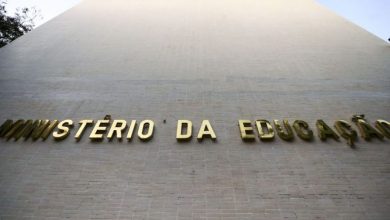 MINISTÉRIO DA EDUCAÇÃO